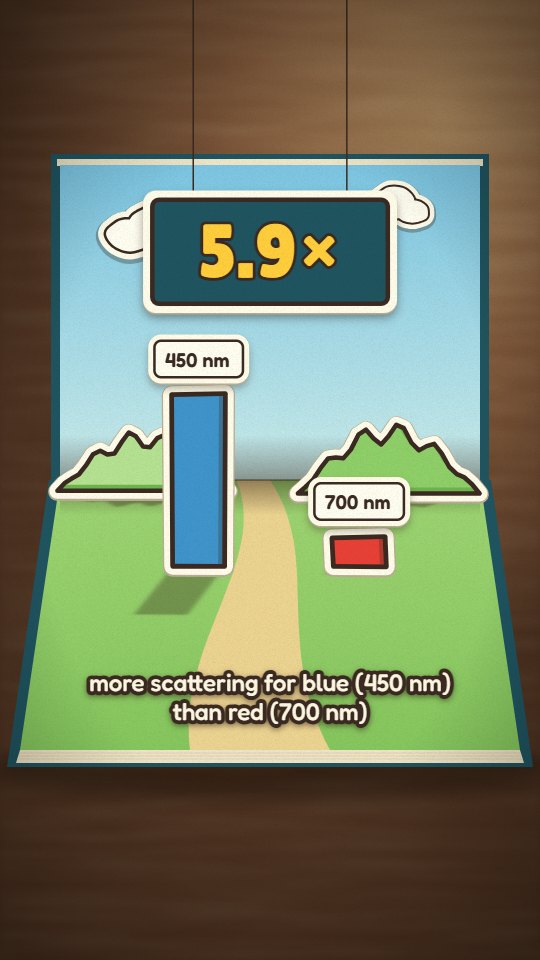 5.9×
450 nm
700 nm
more scattering for blue (450 nm)
than red (700 nm)